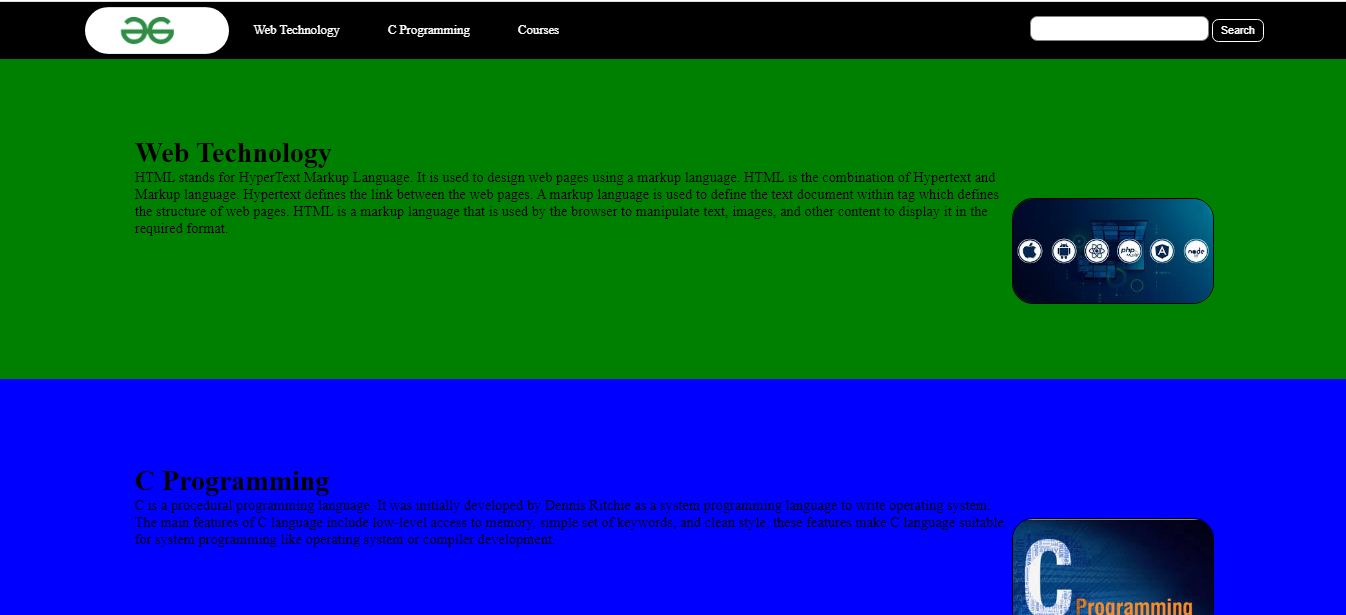 Web Technology
C Programming
Courses
Search
Web Technology
HTML stands for HyperText Markup Language. It is used to design web pages using a markup language. HTML is the combination of Hypertext and
Markup language. Hypertext defines the link between the web pages. A markup language is used to define the text document within tag which defines
the structure of web pages. HTML is a markup language that is used by the browser to manipulate text, images, and other content to display it in the
required format.
php
node
C Programming
C is a procedural programming language. It was initially developed by Dennis Ritchie as a system programming language to write operating system.
The main features of C language include low-level access to memory, simple set of keywords, and clean style, these features make C language suitable
for system programming like operating system or compiler development.
C
Programming